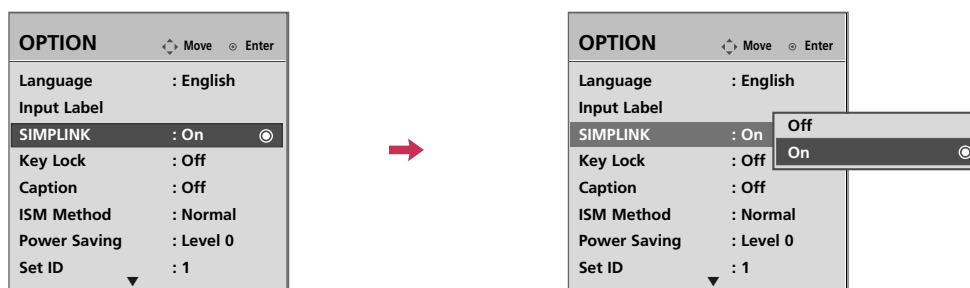 OPTION Move Enter
Language : English
Input Label
SIMPLINK : On
Key Lock : Off
Caption : Off
ISM Method : Normal
Power Saving : Level 0
Set ID : 1
OPTION Move Enter
Language : English
Input Label
SIMPLINK : On
Key Lock : Off
Caption : Off
ISM Method : Normal
Power Saving : Level 0
Set ID : 1
Off
On